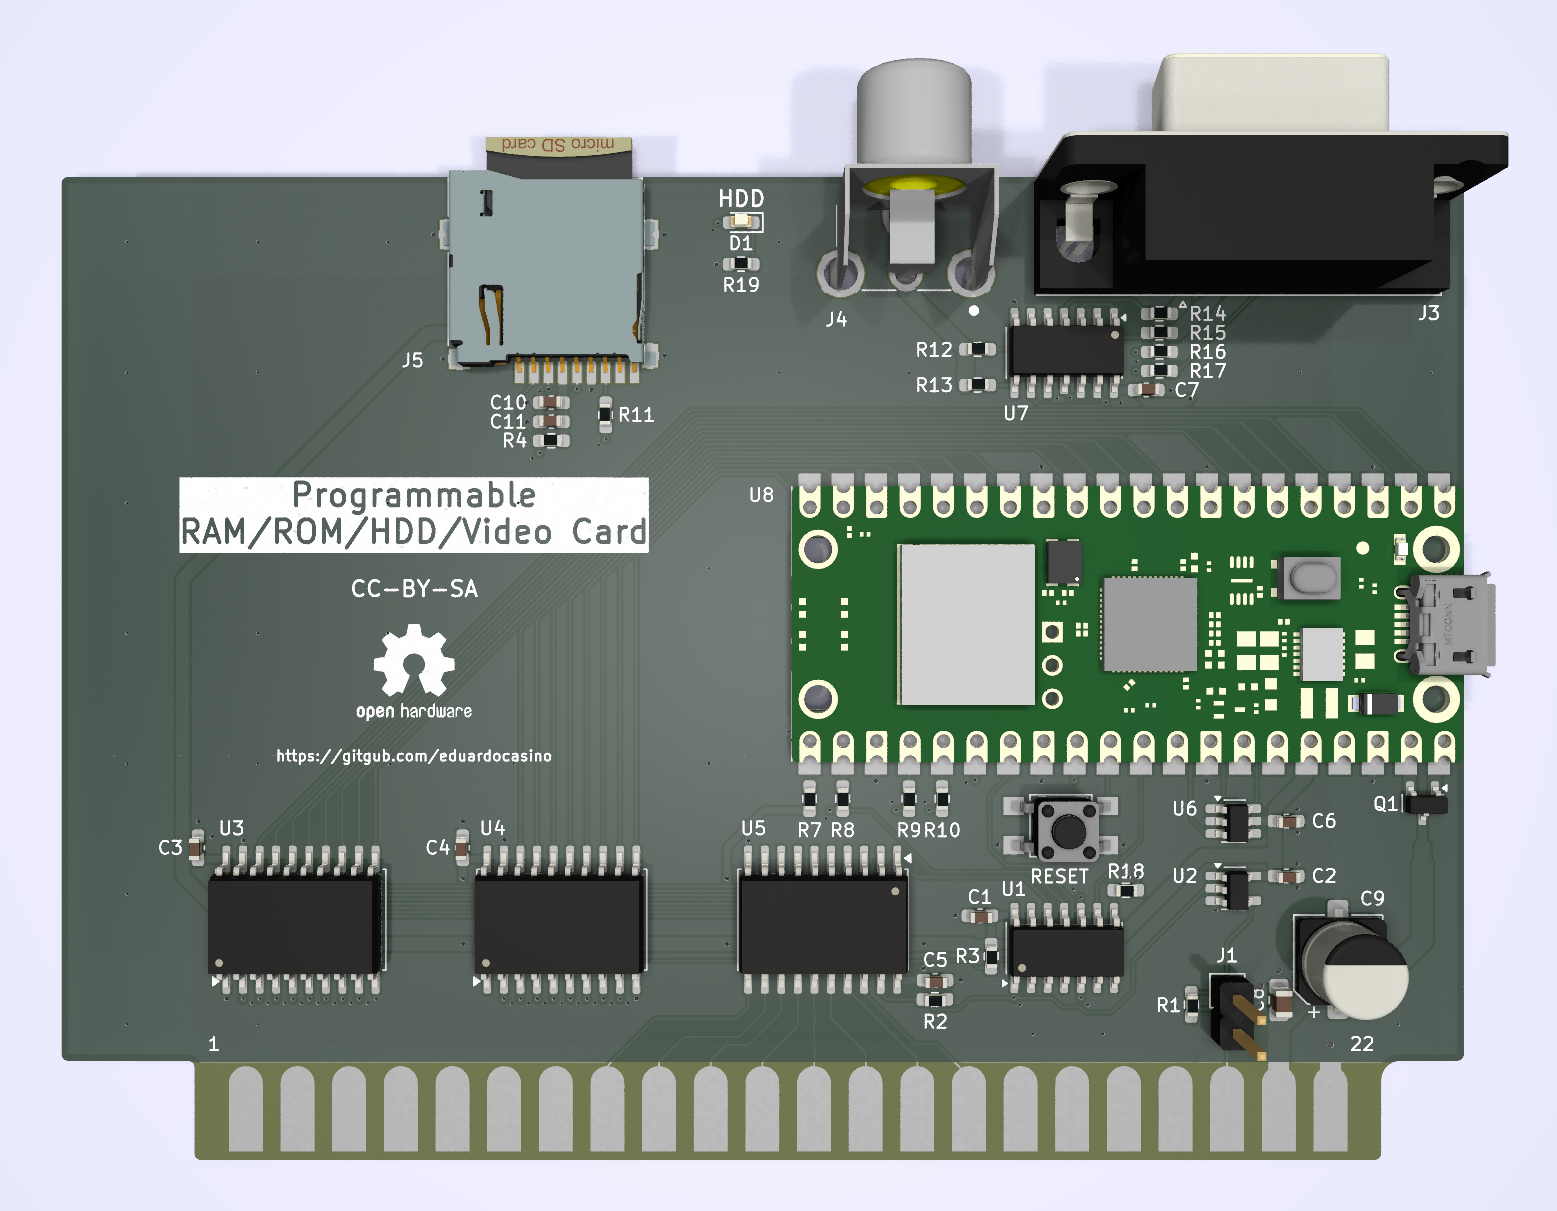 micro SD card
HDD
D1
R19
J4
J3
J5
R14
R15
R16
R17
C7
R12
R13
U7
C10
C11
R4
R11
U8
Programmable
RAM/ROM/HDD/Video Card
CC-BY-SA
open hardware
https://gitgub.com/eduardocasino
MTCONN
R7
R8
R9
R10
U6
C6
Q1
U3
C3
U4
C4
U5
RESET
R18
U2
C2
U1
C1
R3
C5
R2
C9
J1
R1
C8
+
1
22